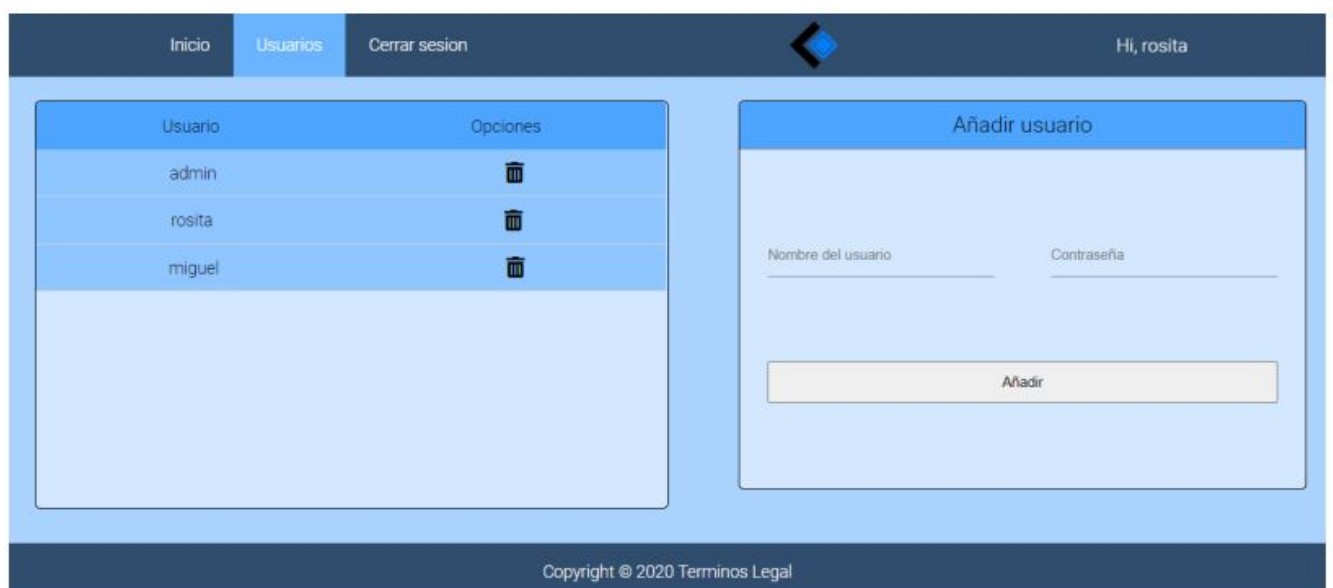 Inicio Usuarios Cerrar sesion Hi, rosita
Usuario Opciones
admin
rosita
miguel
Añadir usuario
Nombre del usuario Contraseña
Añadir
Copyright © 2020 Terminos Legal